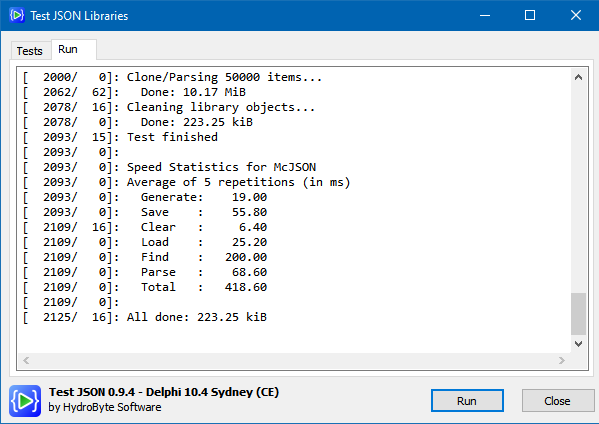 Test JSON Libraries
Tests Run
[  2000/   0]: Clone/Parsing 50000 items...
[  2062/  62]:   Done: 10.17 MiB
[  2078/  16]: Cleaning library objects...
[  2078/   0]:   Done: 223.25 kiB
[  2093/  15]: Test finished
[  2093/   0]:
[  2093/   0]: Speed Statistics for McJSON
[  2093/   0]: Average of 5 repetitions (in ms)
[  2093/   0]:   Generate:    19.00
[  2093/   0]:   Save    :    55.80
[  2109/  16]:   Clear   :     6.40
[  2109/   0]:   Load    :    25.20
[  2109/   0]:   Find    :   200.00
[  2109/   0]:   Parse   :    68.60
[  2109/   0]:   Total   :   418.60
[  2109/   0]:
[  2125/  16]: All done: 223.25 kiB
Test JSON 0.9.4 - Delphi 10.4 Sydney (CE)
by HydroByte Software
Run Close